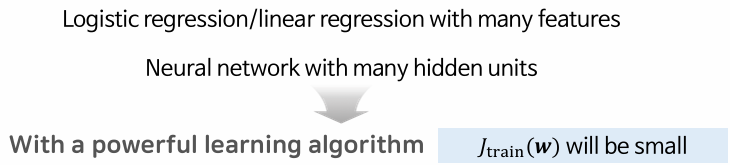 Logistic regression/linear regression with many features
Neural network with many hidden units
With a powerful learning algorithm J_train(w) will be small